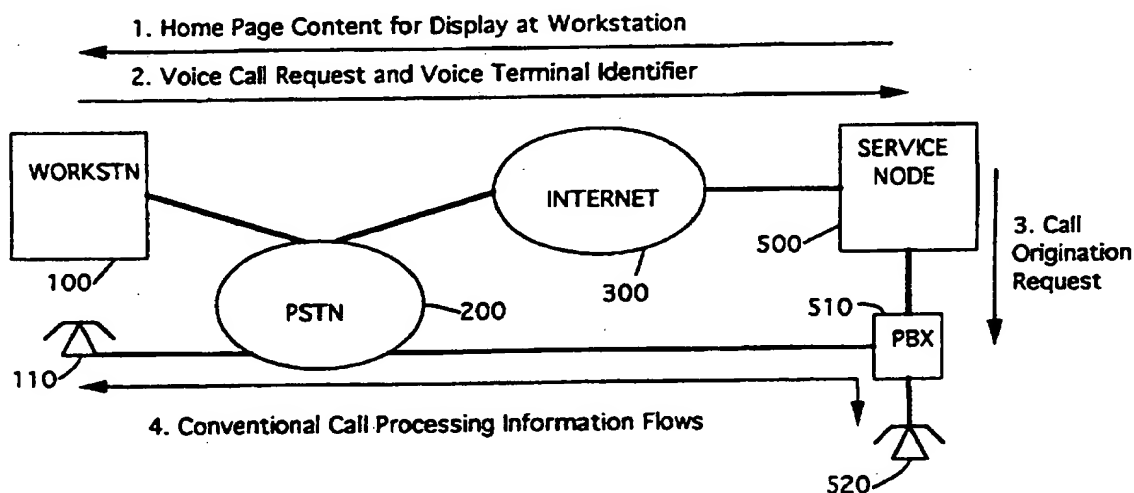 1. Home Page Content for Display at Workstation
2. Voice Call Request and Voice Terminal Identifier
WORKSTN
100
PSTN
200
INTERNET
300
SERVICE
NODE
500
3. Call
Origination
Request
510
PBX
110
4. Conventional Call Processing Information Flows
520